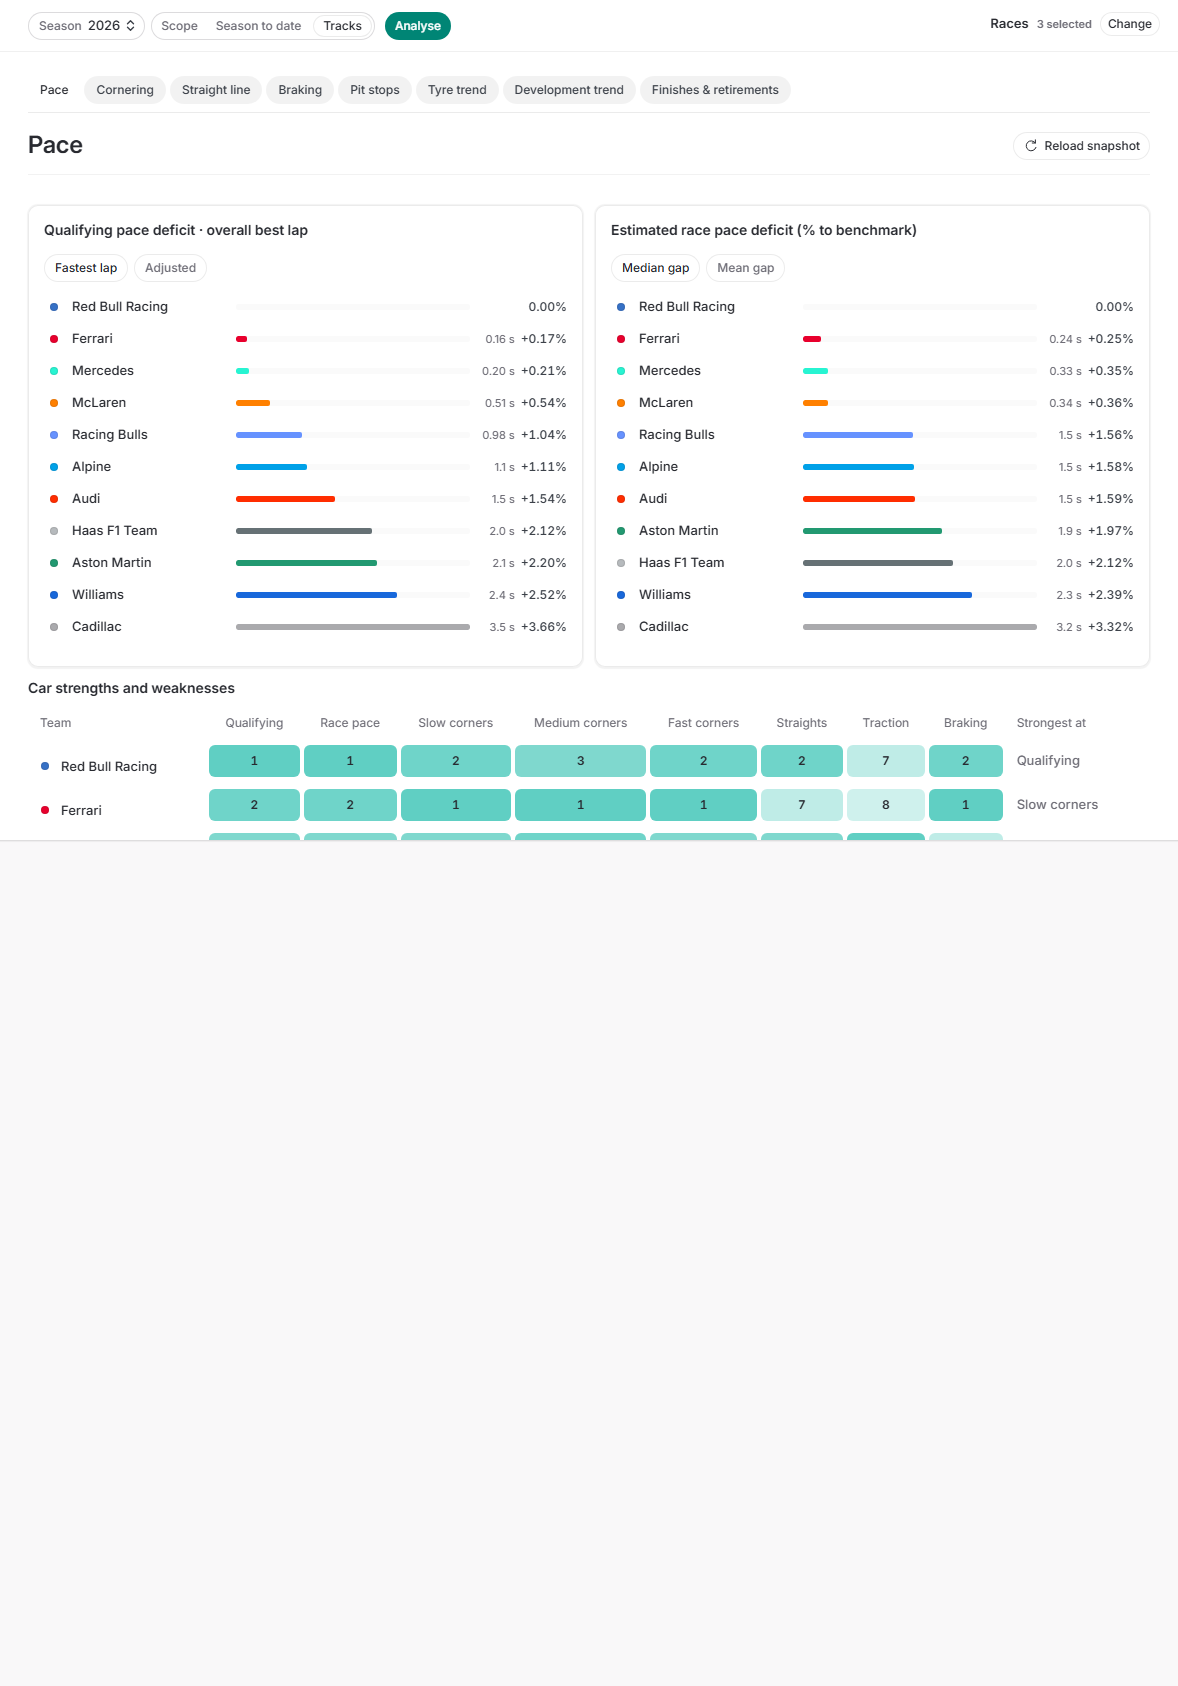 Season 2026 Scope Season to date Tracks Analyse Races 3 selected Change
Pace Cornering Straight line Braking Pit stops Tyre trend Development trend Finishes & retirements
Pace Reload snapshot
Qualifying pace deficit · overall best lap
Fastest lap Adjusted
Red Bull Racing 0.00%
Ferrari 0.16 s +0.17%
Mercedes 0.20 s +0.21%
McLaren 0.51 s +0.54%
Racing Bulls 0.98 s +1.04%
Alpine 1.1 s +1.11%
Audi 1.5 s +1.54%
Haas F1 Team 2.0 s +2.12%
Aston Martin 2.1 s +2.20%
Williams 2.4 s +2.52%
Cadillac 3.5 s +3.66%
Estimated race pace deficit (% to benchmark)
Median gap Mean gap
Red Bull Racing 0.00%
Ferrari 0.24 s +0.25%
Mercedes 0.33 s +0.35%
McLaren 0.34 s +0.36%
Racing Bulls 1.5 s +1.56%
Alpine 1.5 s +1.58%
Audi 1.5 s +1.59%
Aston Martin 1.9 s +1.97%
Haas F1 Team 2.0 s +2.12%
Williams 2.3 s +2.39%
Cadillac 3.2 s +3.32%
Car strengths and weaknesses
Team Qualifying Race pace Slow corners Medium corners Fast corners Straights Traction Braking Strongest at
Red Bull Racing 1 1 2 3 2 2 7 2 Qualifying
Ferrari 2 2 1 1 1 7 8 1 Slow corners